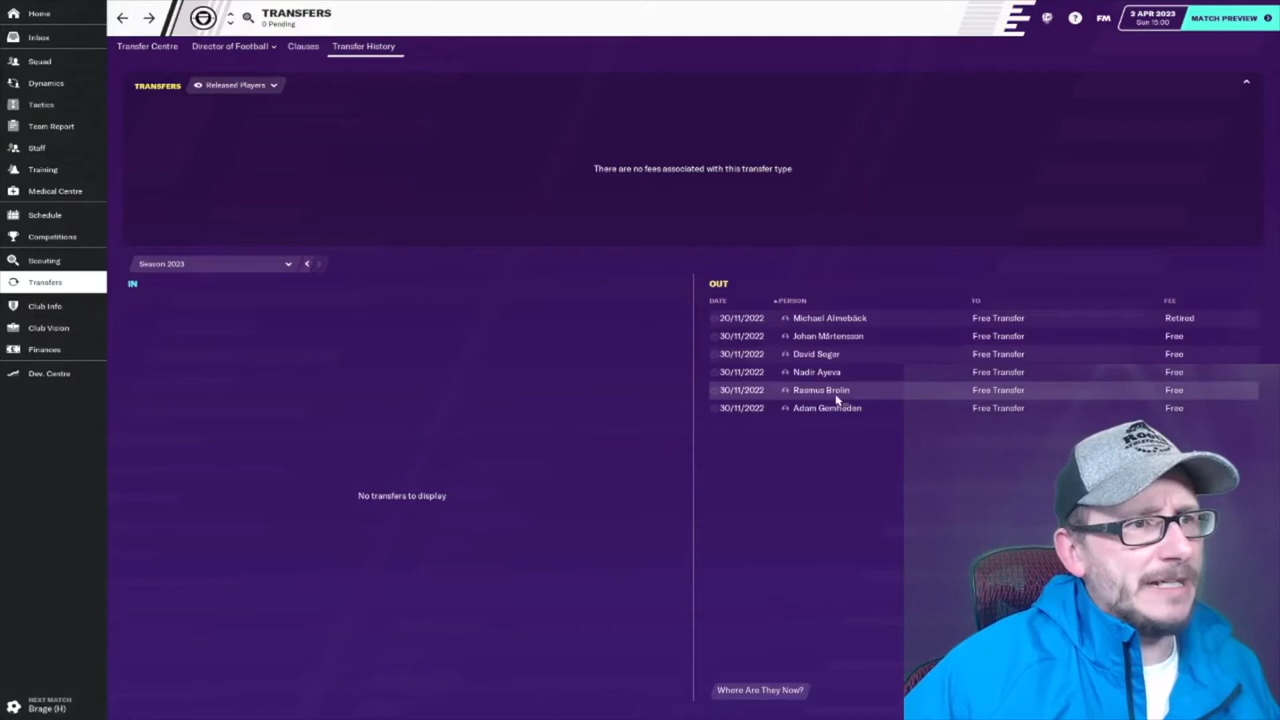 Home
Inbox
Squad
Dynamics
Tactics
Team Report
Staff
Training
Medical Centre
Schedule
Competitions
Scouting
Transfers
Club Info
Club Vision
Finances
Dev. Centre
NEXT MATCH
Brage (H)
TRANSFERS
0 Pending
FM
2 APR 2023
Sun 15:00
MATCH PREVIEW
Transfer Centre
Director of Football
Clauses
Transfer History
TRANSFERS
Released Players
There are no fees associated with this transfer type
Season 2023
IN
No transfers to display
OUT
DATE PERSON TO FEE
20/11/2022 Michael Almebäck Free Transfer Retired
30/11/2022 Johan Mårtensson Free Transfer Free
30/11/2022 David Seger Free Transfer Free
30/11/2022 Nadir Ayeva Free Transfer Free
30/11/2022 Rasmus Brolin Free Transfer Free
30/11/2022 Adam Gemheden Free Transfer Free
Where Are They Now?